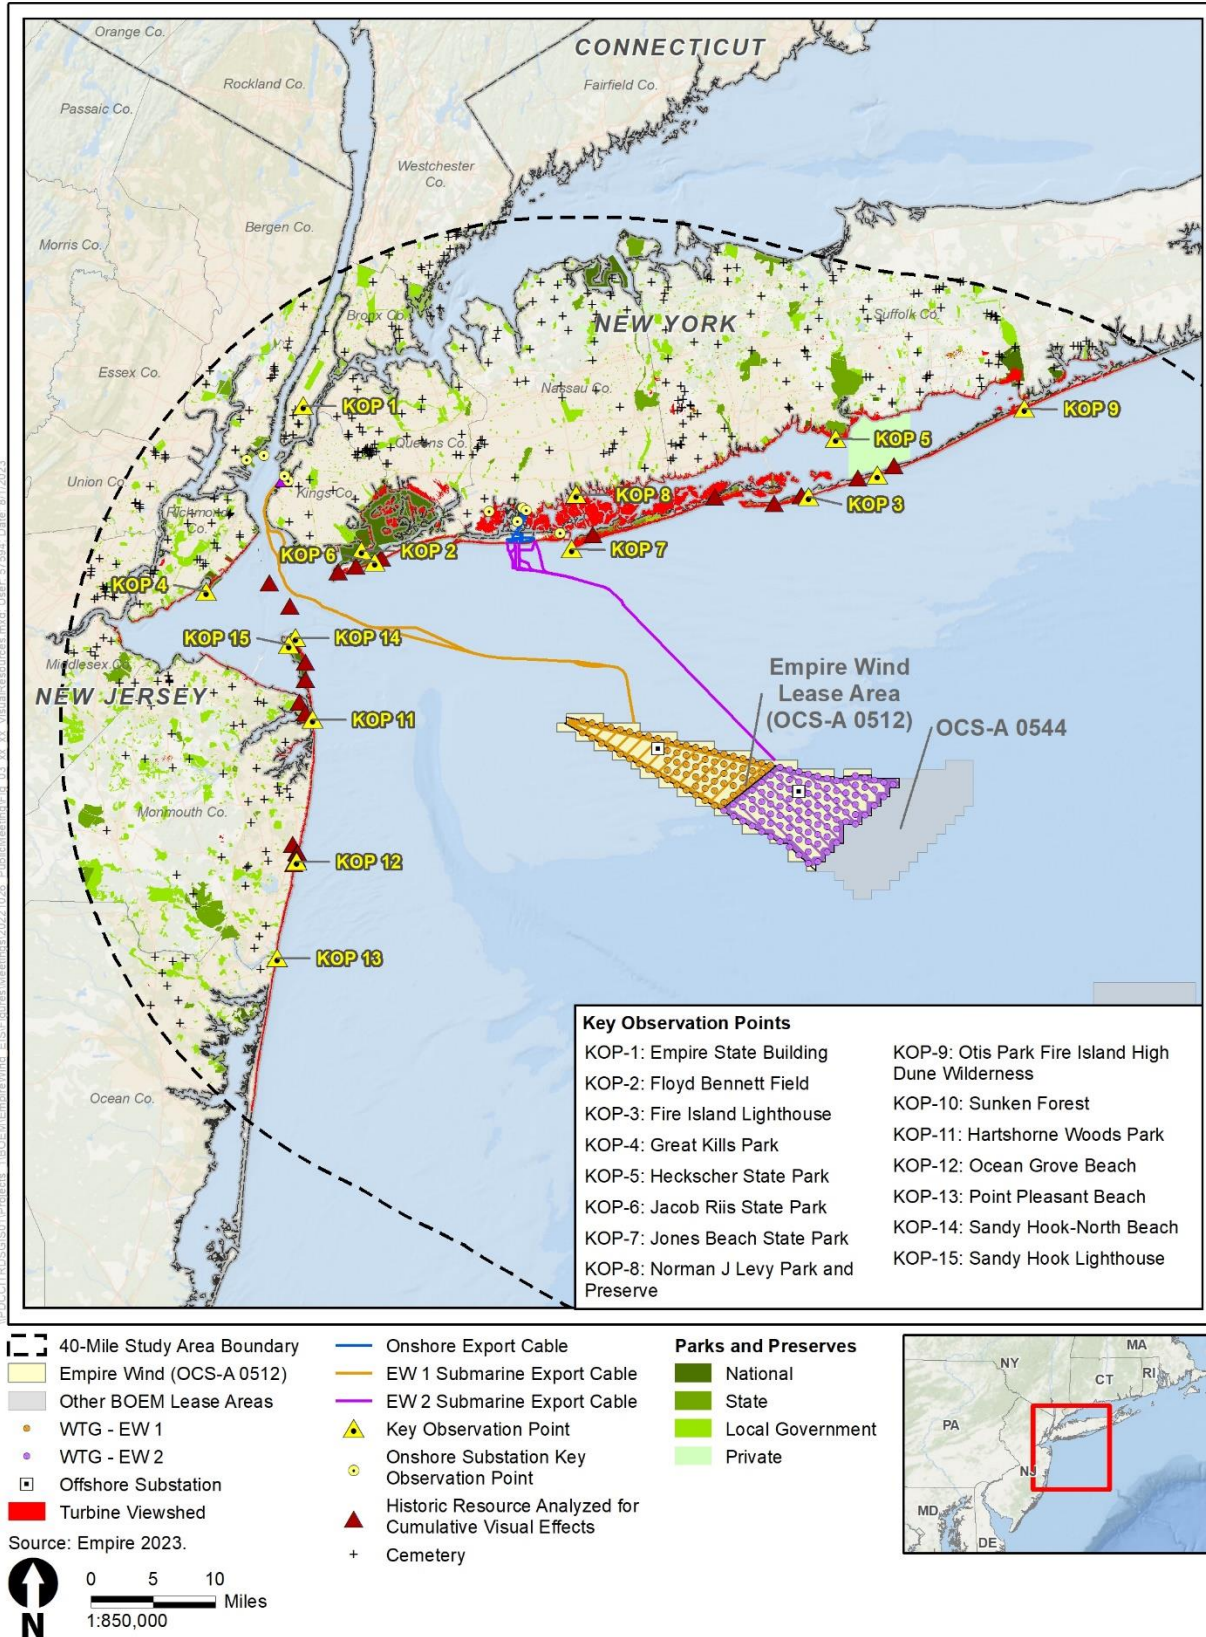 Orange Co.
CONNECTICUT
Rockland Co.
Fairfield Co.
Passaic Co.
Westchester
Co.
Bergen Co.
Morris Co.
Bronx Co.
NEW YORK
Suffolk Co.
Essex Co.
Nassau Co.
KOP 1
KOP 9
Queens Co.
KOP 5
Union Co.
Kings Co.
KOP 8
KOP 3
Richmond
Co.
KOP 6
KOP 2
KOP 7
KOP 4
KOP 14
KOP 15
Middlesex Co.
NEW JERSEY
Empire Wind
Lease Area
(OCS-A 0512)
KOP 11
OCS-A 0544
Monmouth Co.
KOP 12
KOP 13
Ocean Co.
Key Observation Points
KOP-1: Empire State Building
KOP-2: Floyd Bennett Field
KOP-3: Fire Island Lighthouse
KOP-4: Great Kills Park
KOP-5: Heckscher State Park
KOP-6: Jacob Riis State Park
KOP-7: Jones Beach State Park
KOP-8: Norman J Levy Park and
Preserve
KOP-9: Otis Park Fire Island High
Dune Wilderness
KOP-10: Sunken Forest
KOP-11: Hartshorne Woods Park
KOP-12: Ocean Grove Beach
KOP-13: Point Pleasant Beach
KOP-14: Sandy Hook-North Beach
KOP-15: Sandy Hook Lighthouse
40-Mile Study Area Boundary
Empire Wind (OCS-A 0512)
Other BOEM Lease Areas
WTG - EW 1
WTG - EW 2
Offshore Substation
Turbine Viewshed
Onshore Export Cable
EW 1 Submarine Export Cable
EW 2 Submarine Export Cable
Key Observation Point
Onshore Substation Key
Observation Point
Historic Resource Analyzed for
Cumulative Visual Effects
Cemetery
Parks and Preserves
National
State
Local Government
Private
MA
NY
CT
RI
PA
NJ
MD
DE
Source: Empire 2023.
N
0 5 10
Miles
1:850,000